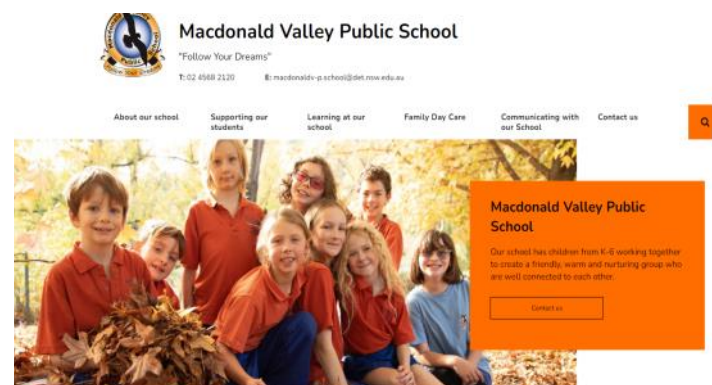 Macdonald Valley Public School
"Follow Your Dreams"
T: 02 4568 2120 E: macdonaldv-p.school@det.nsw.edu.au
About our school Supporting our students Learning at our school Family Day Care Communicating with our School Contact us
Macdonald Valley Public
School
Our school has children from K-6 working together
to create a friendly, warm and nurturing group who
are well connected to each other.
Contact us